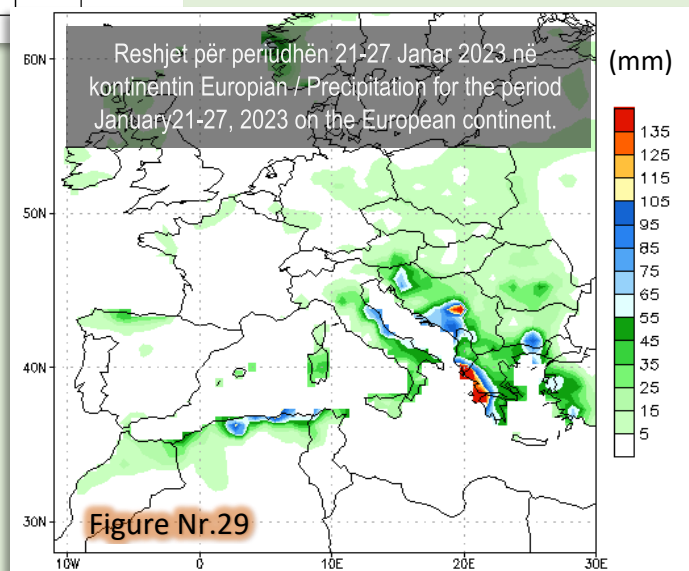 Reshjet për periudhën 21-27 Janar 2023 në
kontinentin Europian / Precipitation for the period
January21-27, 2023 on the European continent.
(mm)
135
125
115
105
95
85
75
65
55
45
35
25
15
5
60N
50N
40N
30N
10W
0
10E
20E
30E
Figure Nr.29